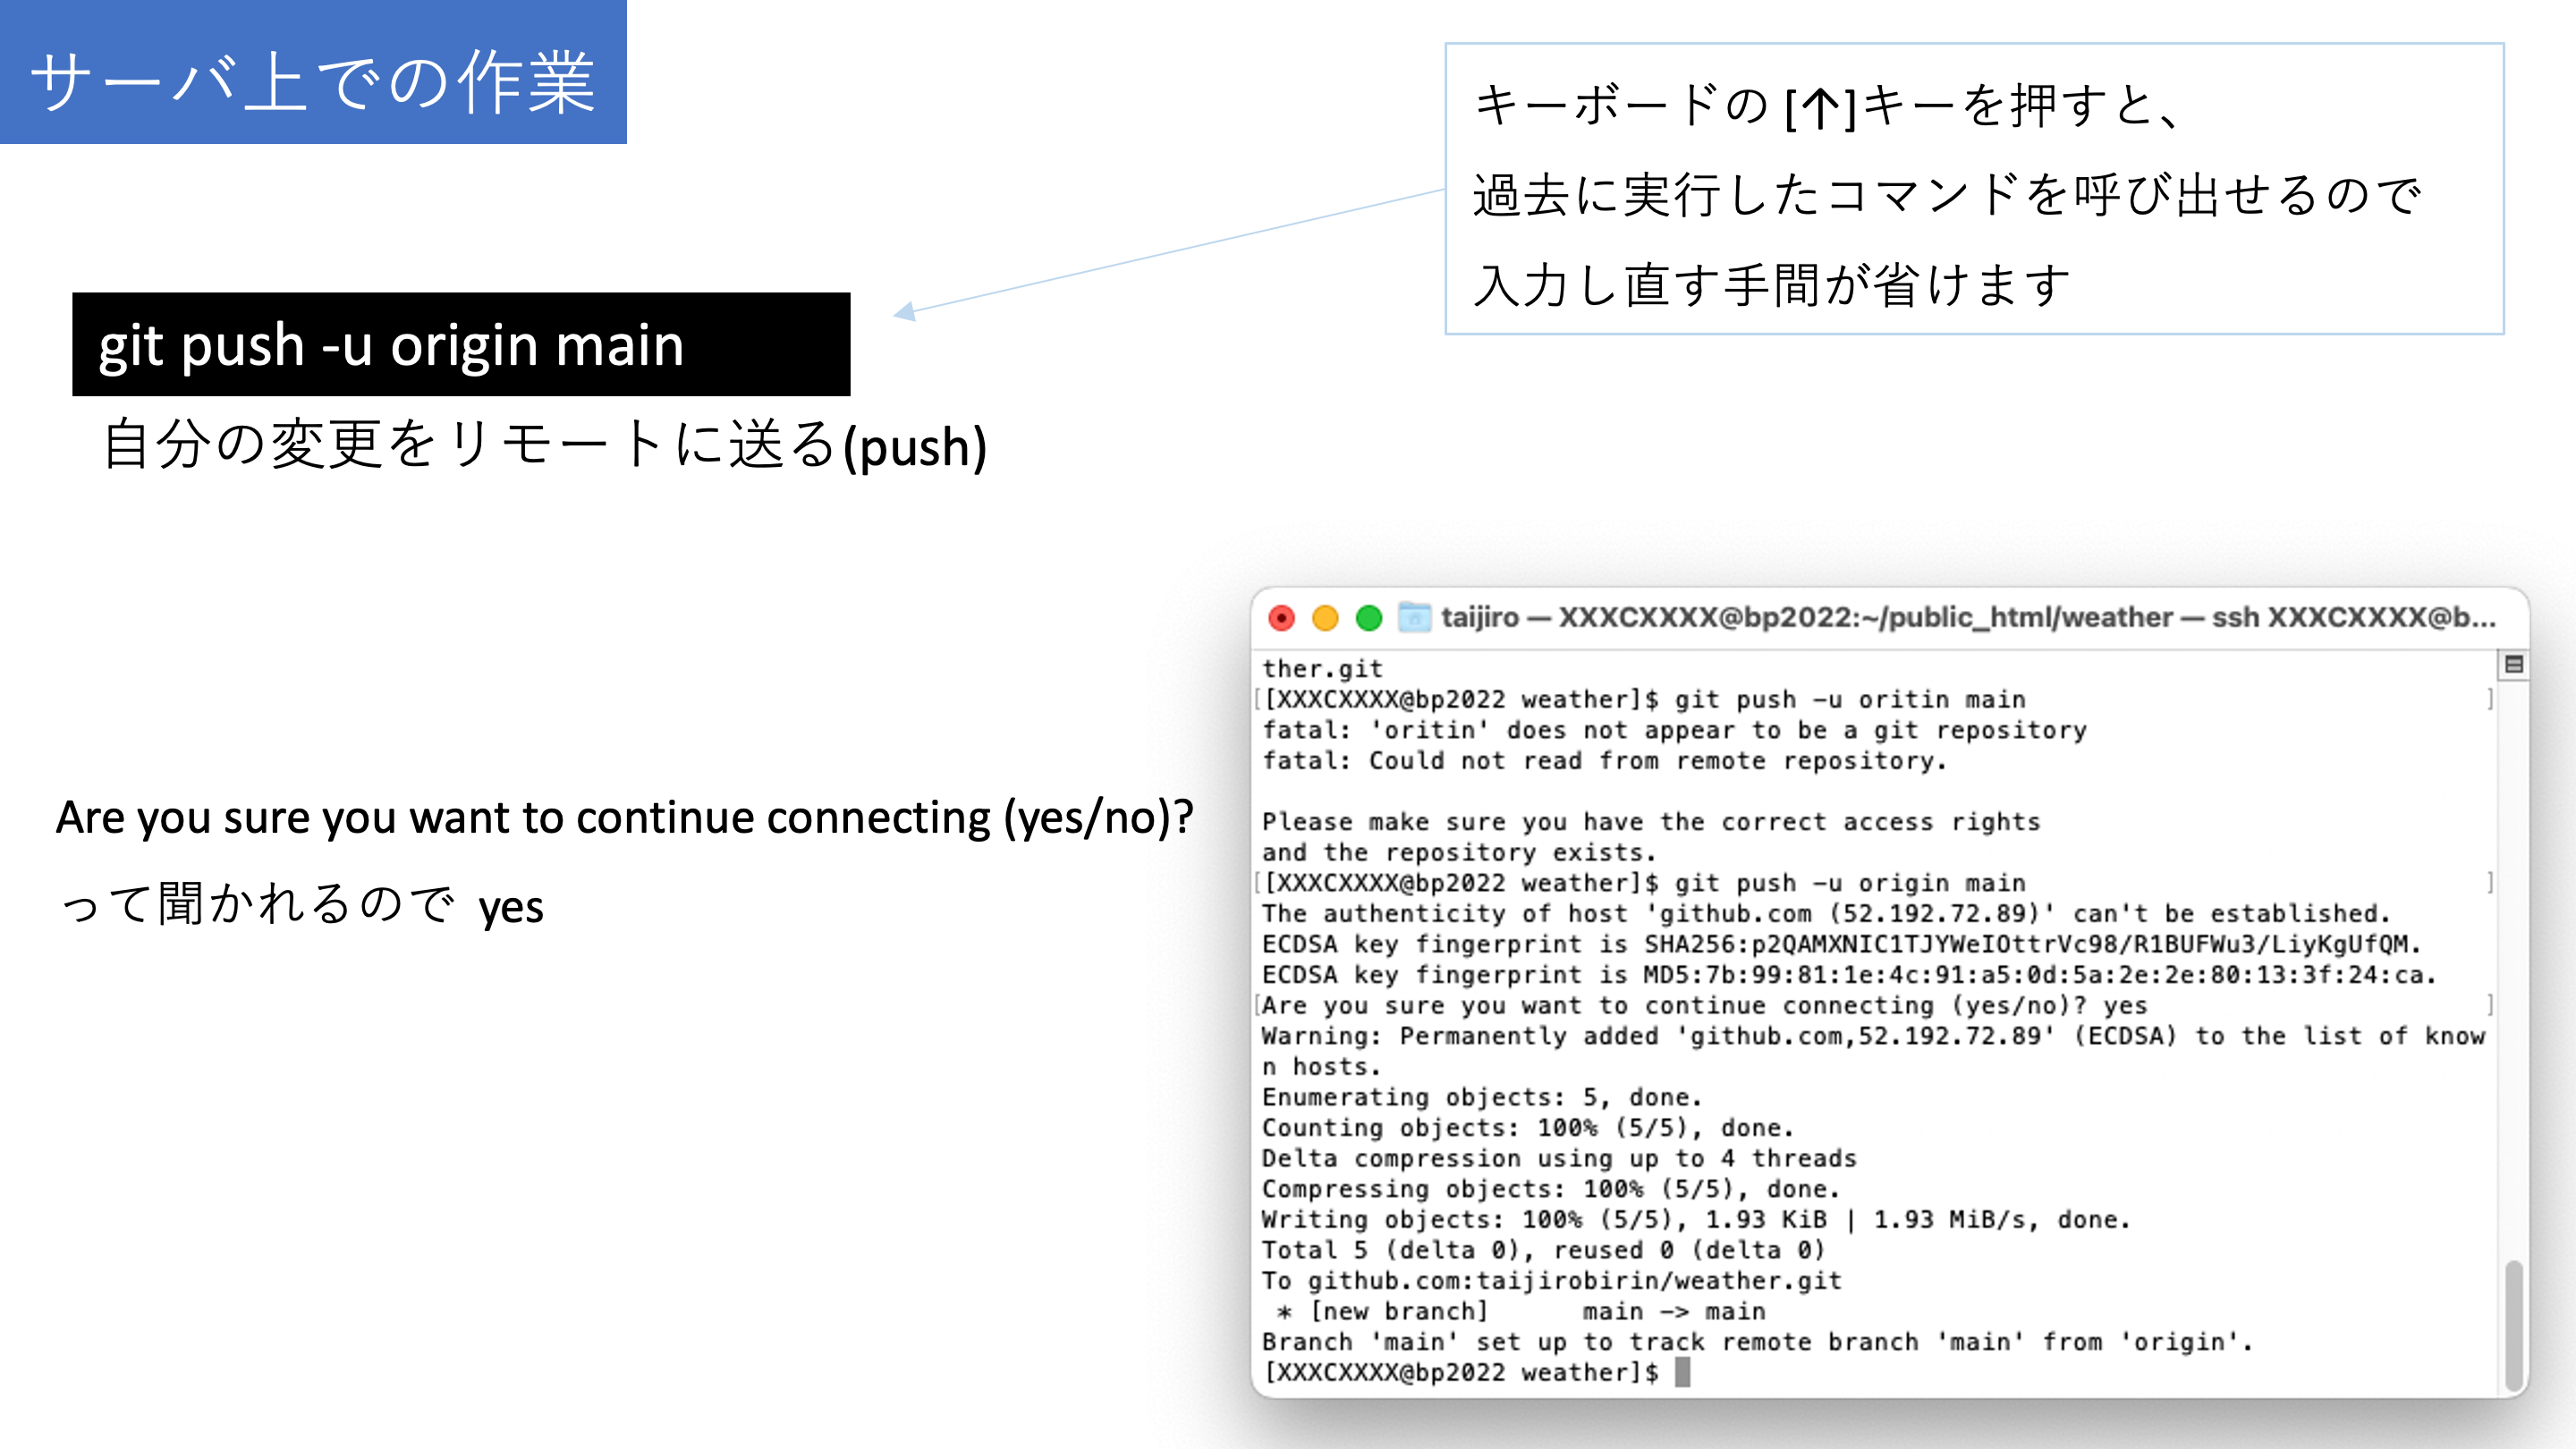 サーバ上での作業
キーボードの [↑]キーを押すと、
過去に実行したコマンドを呼び出せるので
入力し直す手間が省けます
git push -u origin main
自分の変更をリモートに送る(push)
Are you sure you want to continue connecting (yes/no)?
って聞かれるので yes
taijiro — XXXCXXXX@bp2022:~/public_html/weather — ssh XXXCXXXX@b...
ther.git
[[XXXCXXXX@bp2022 weather]$ git push -u oritin main ]
fatal: 'oritin' does not appear to be a git repository
fatal: Could not read from remote repository.
Please make sure you have the correct access rights
and the repository exists.
[[XXXCXXXX@bp2022 weather]$ git push -u origin main ]
The authenticity of host 'github.com (52.192.72.89)' can't be established.
ECDSA key fingerprint is SHA256:p2QAMXNIC1TJYWeIOttrVc98/R1BUFWu3/LiyKgUfQM.
ECDSA key fingerprint is MD5:7b:99:81:1e:4c:91:a5:0d:5a:2e:2e:80:13:3f:24:ca.
[Are you sure you want to continue connecting (yes/no)? yes ]
Warning: Permanently added 'github.com,52.192.72.89' (ECDSA) to the list of know
n hosts.
Enumerating objects: 5, done.
Counting objects: 100% (5/5), done.
Delta compression using up to 4 threads
Compressing objects: 100% (5/5), done.
Writing objects: 100% (5/5), 1.93 KiB | 1.93 MiB/s, done.
Total 5 (delta 0), reused 0 (delta 0)
To github.com:taijirobirin/weather.git
 * [new branch]      main -> main
Branch 'main' set up to track remote branch 'main' from 'origin'.
[XXXCXXXX@bp2022 weather]$